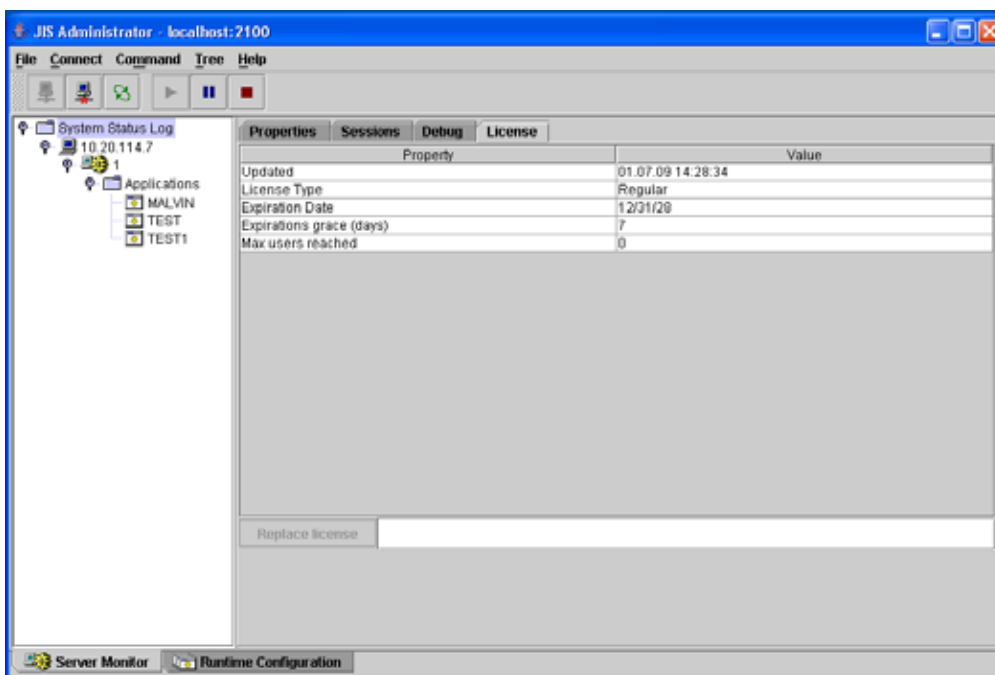 JIS Administrator - localhost:2100
File Connect Command Tree Help
System Status Log
10.20.114.7
1
Applications
MALVIN
TEST
TEST1
Properties Sessions Debug License
Property Value
Updated 01.07.09 14:28:34
License Type Regular
Expiration Date 12/31/28
Expirations grace (days) 7
Max users reached 0
Replace license
Server Monitor Runtime Configuration